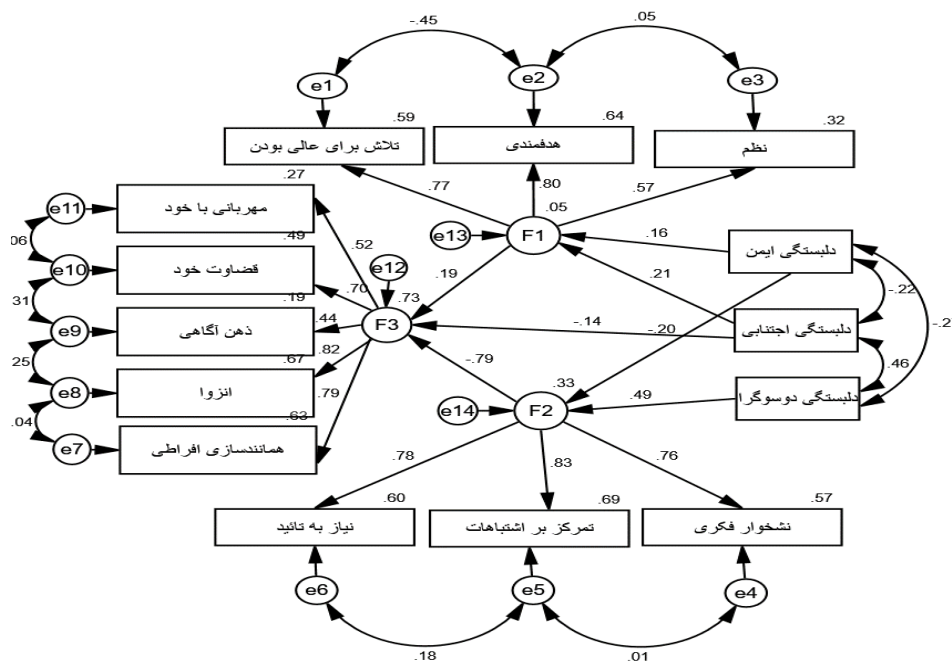 -.45
.05
e1
e2
e3
.59
.64
.32
تلاش برای عالی بودن
هدفمندی
نظم
.27
e11
مهربانی با خود
.77
.80
.57
.05
06
.49
e13
F1
.16
دلبستگی ایمن
e10
قضاوت خود
.52
e12
.19
.21
-.22
31
.19
.70
.73
e9
ذهن آگاهی
.44
F3
-.14
-.20
دلبستگی اجتنابی
-.2
25
.67
.82
-.79
.46
e8
انزوا
.79
.33
.49
دلبستگی دوسوگرا
.04
.63
e14
F2
e7
همانندسازی افراطی
.78
.83
.76
.60
.69
.57
نیاز به تائید
تمرکز بر اشتباهات
نشخوار فکری
e6
e5
e4
.18
.01